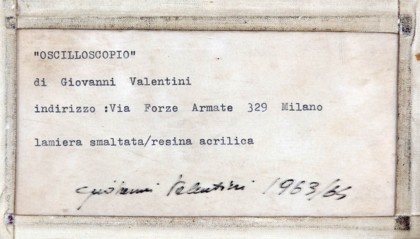 "OSCILLOSCOPIO"
di Giovanni Valentini
indirizzo :Via Forze Armate 329 Milano
lamiera smaltata/resina acrilica
Giovanni Valentini 1963/65